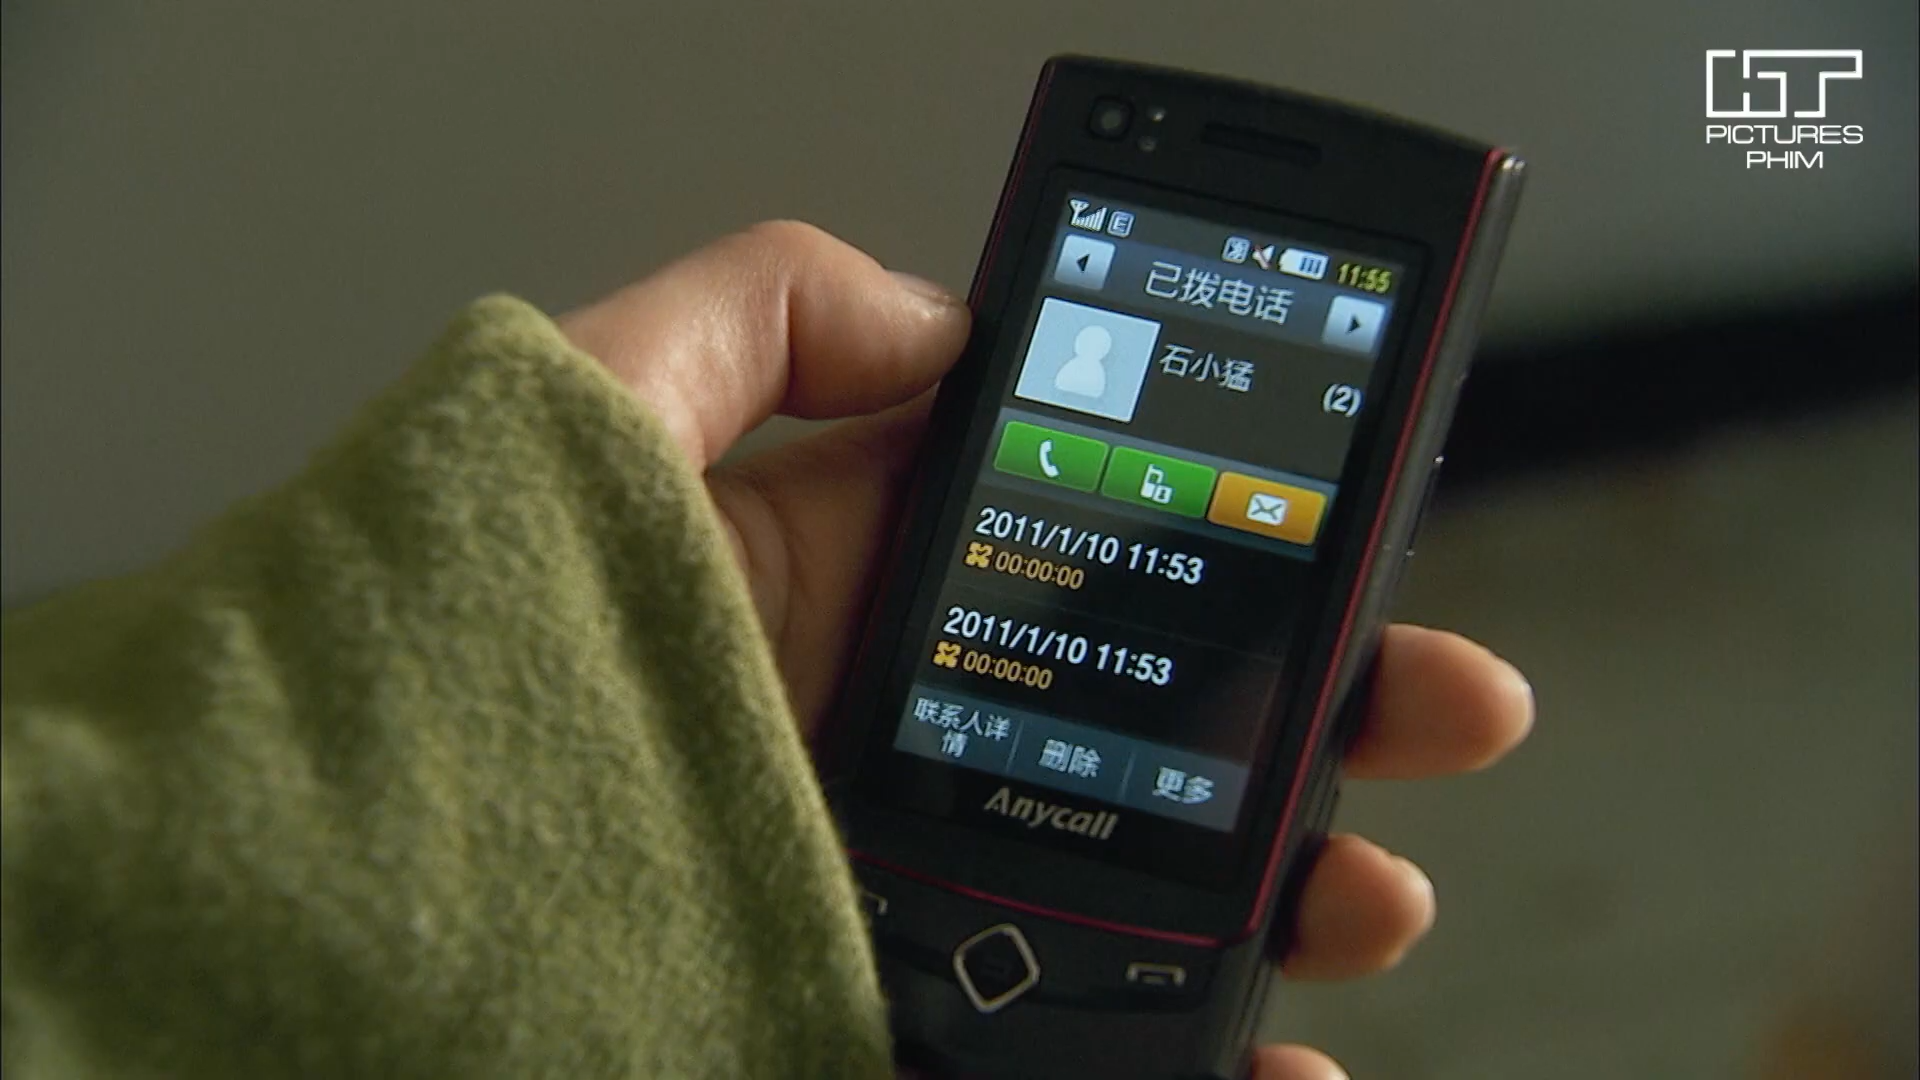 HT
PICTURES
PHIM
11:55
已拨电话
石小猛
(2)
2011/1/10 11:53
00:00:00
2011/1/10 11:53
00:00:00
联系人详
情
删除
更多
Anycall